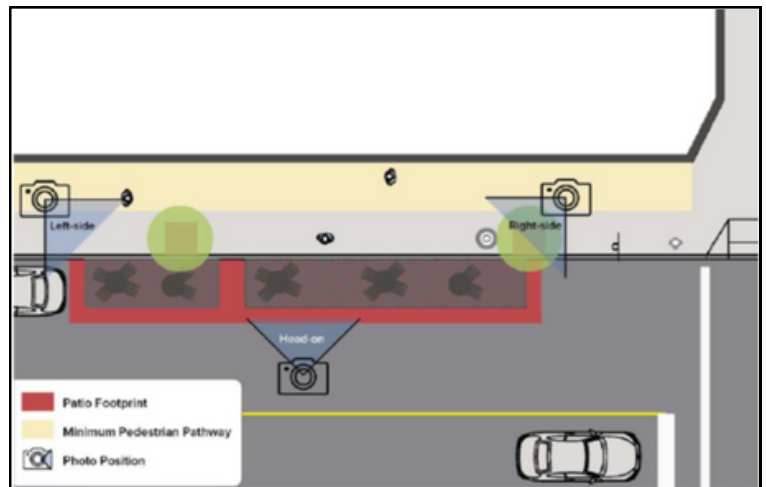 Left-side
Right-side
Head-on
Patio Footprint
Minimum Pedestrian Pathway
Photo Position